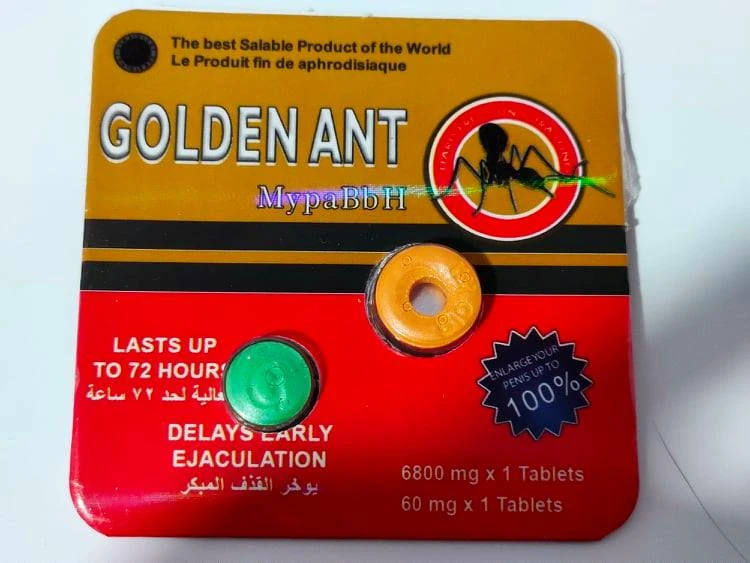 The best Salable Product of the World
Le Produit fin de aphrodisiaque
GOLDEN ANT
MypaBbH
LASTS UP
TO 72 HOUR
لحد ٧٢ ساعة
DELAYS EARLY
EJACULATION
يوخر القذف المبكر
ENLARGE YOUR
PENIS UP TO
100%
6800 mg x 1 Tablets
60 mg x 1 Tablets